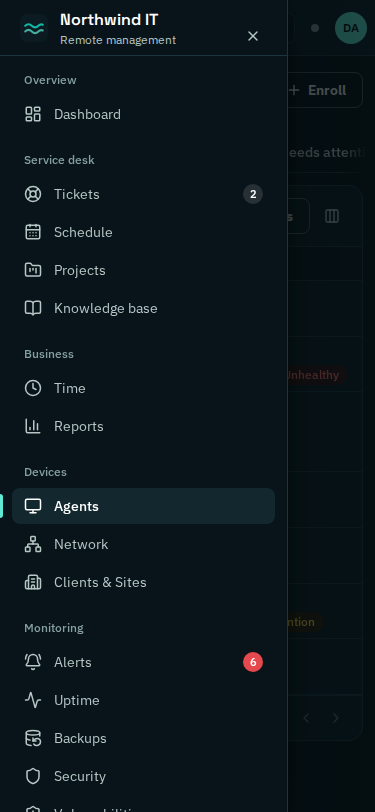 Northwind IT
Remote management
DA
Enroll
Overview
Dashboard
Service desk
Tickets 2
Schedule
Projects
Knowledge base
Business
Time
Reports
Devices
Agents
Network
Clients & Sites
Monitoring
Alerts 6
Uptime
Backups
Security